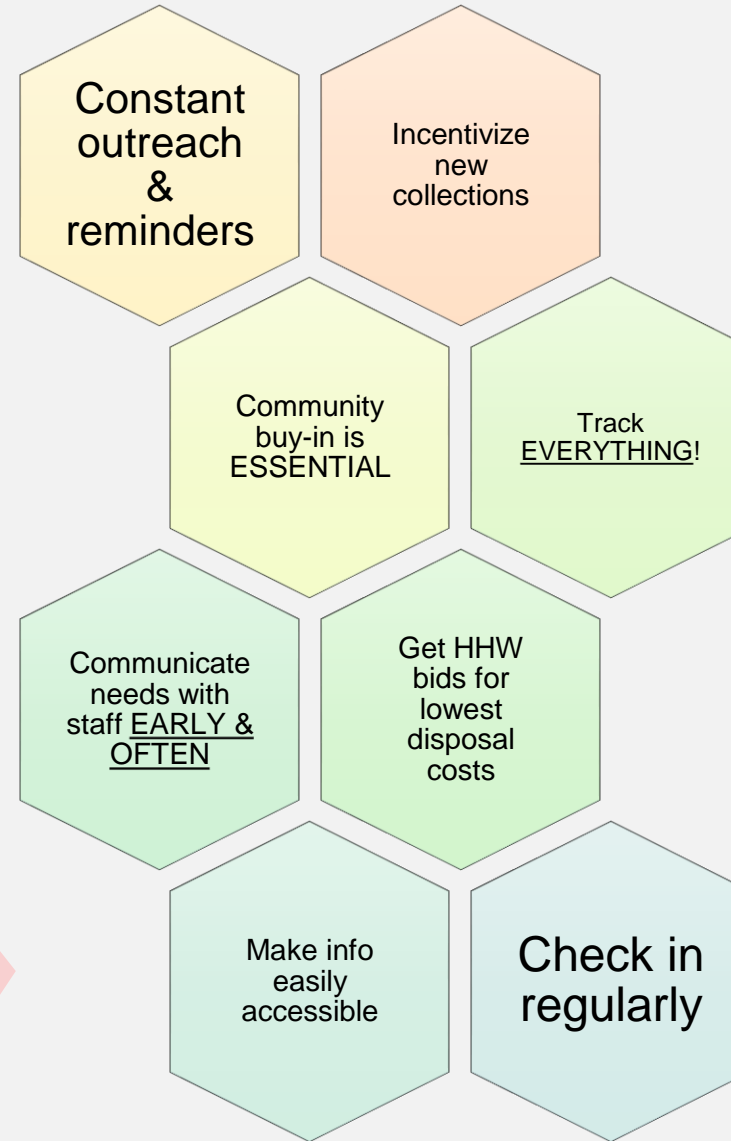 Constant
outreach
&
reminders
Incentivize
new
collections
Community
buy-in is
ESSENTIAL
Track
EVERYTHING!
Communicate
needs with
staff EARLY &
OFTEN
Get HHW
bids for
lowest
disposal
costs
Make info
easily
accessible
Check in
regularly